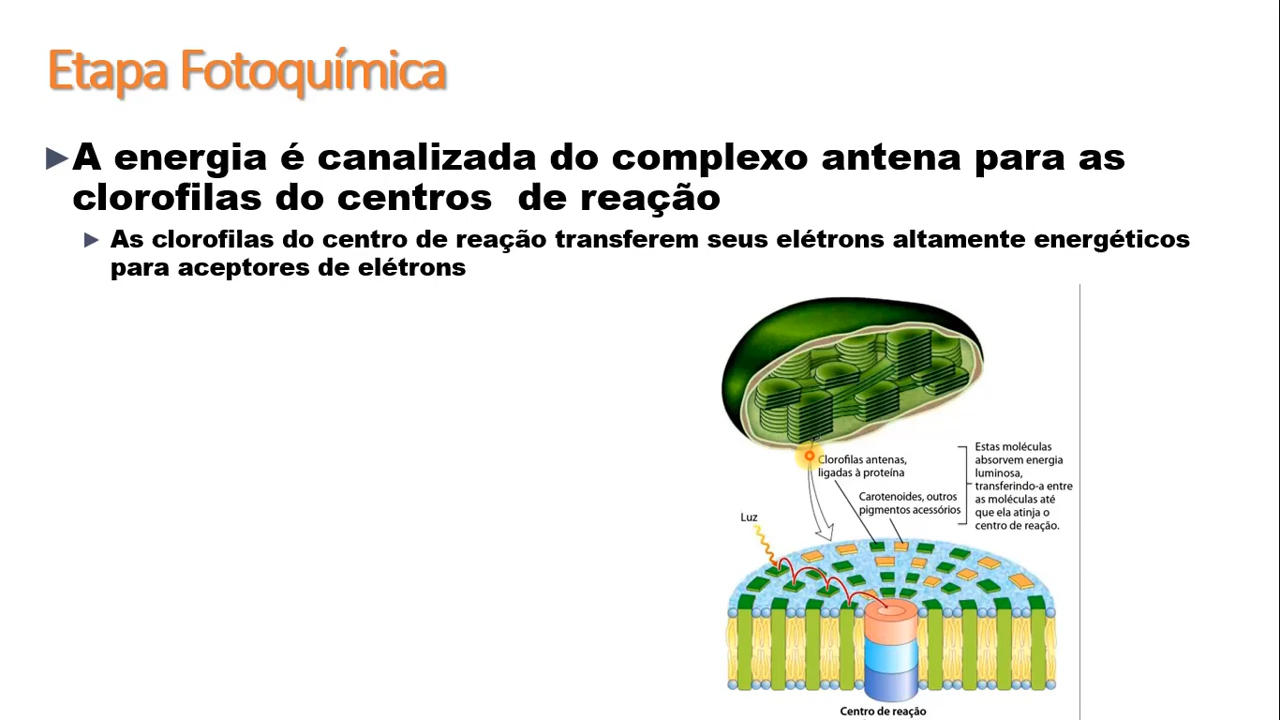 Etapa Fotoquímica
A energia é canalizada do complexo antena para as
clorofilas do centros de reação
As clorofilas do centro de reação transferem seus elétrons altamente energéticos
para aceptores de elétrons
Clorofilas antenas,
ligadas à proteína
Carotenoides, outros
pigmentos acessórios
Estas moléculas
absorvem energia
luminosa,
transferindo-a entre
as moléculas até
que ela atinja o
centro de reação.
Luz
Centro de reação